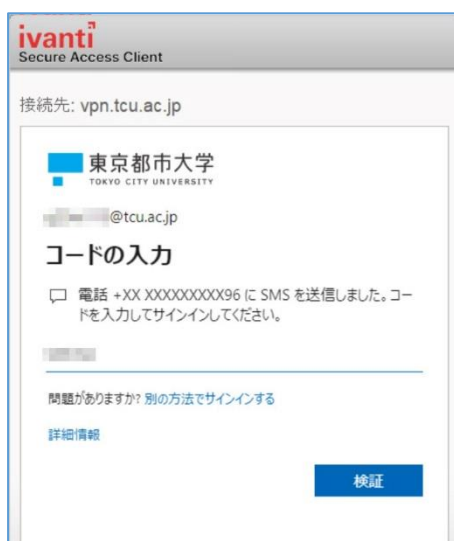 ivanti
Secure Access Client
接続先: vpn.tcu.ac.jp
東京都市大学
TOKYO CITY UNIVERSITY
@tcu.ac.jp
コードの入力
電話 +XX XXXXXXXXX96 に SMS を送信しました。コー
ドを入力してサインインしてください。
問題がありますか? 別の方法でサインインする
詳細情報
検証